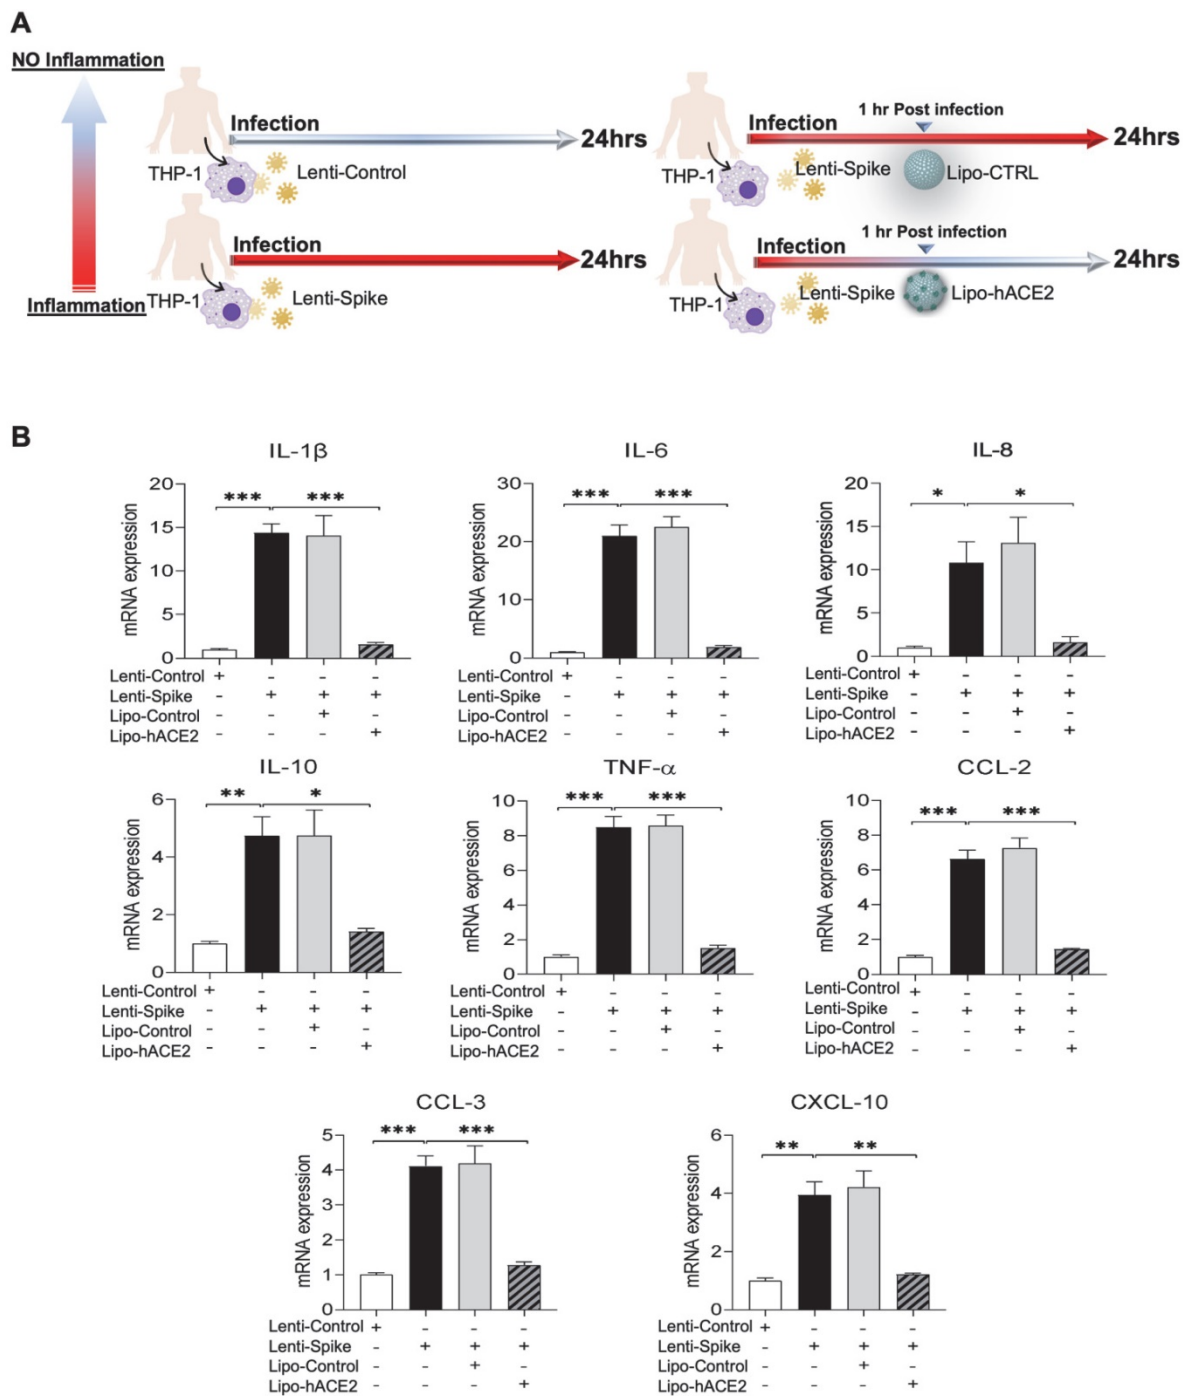 A
NO Inflammation
Inflammation
Infection
24hrs
THP-1
Lenti-Control
Infection
24hrs
THP-1
Lenti-Spike
1 hr Post infection
Infection
24hrs
THP-1
Lenti-Spike
Lipo-CTRL
1 hr Post infection
Infection
24hrs
THP-1
Lenti-Spike
Lipo-hACE2
B
IL-1β
*** ***
mRNA expression
20
15
10
5
0
Lenti-Control + - - -
Lenti-Spike - + + +
Lipo-Control - - + -
Lipo-hACE2 - - - +
IL-6
*** ***
mRNA expression
30
20
10
0
Lenti-Control + - - -
Lenti-Spike - + + +
Lipo-Control - - + -
Lipo-hACE2 - - - +
IL-8
* *
mRNA expression
20
15
10
5
0
Lenti-Control + - - -
Lenti-Spike - + + +
Lipo-Control - - + -
Lipo-hACE2 - - - +
IL-10
** *
mRNA expression
6
4
2
0
Lenti-Control + - - -
Lenti-Spike - + + +
Lipo-Control - - + -
Lipo-hACE2 - - - +
TNF-α
*** ***
mRNA expression
10
8
6
4
2
0
Lenti-Control + - - -
Lenti-Spike - + + +
Lipo-Control - - + -
Lipo-hACE2 - - - +
CCL-2
*** ***
mRNA expression
10
8
6
4
2
0
Lenti-Control + - - -
Lenti-Spike - + + +
Lipo-Control - - + -
Lipo-hACE2 - - - +
CCL-3
*** ***
mRNA expression
5
4
3
2
1
0
Lenti-Control + - - -
Lenti-Spike - + + +
Lipo-Control - - + -
Lipo-hACE2 - - - +
CXCL-10
** **
mRNA expression
6
4
2
0
Lenti-Control + - - -
Lenti-Spike - + + +
Lipo-Control - - + -
Lipo-hACE2 - - - +